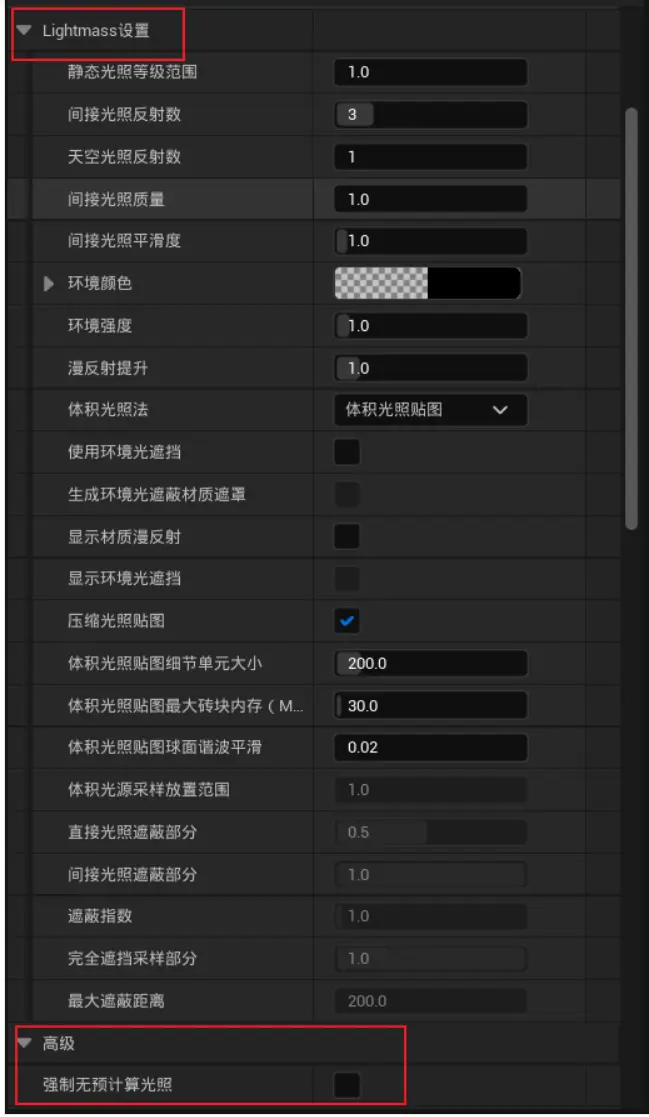 Lightmass设置
静态光照等级范围 1.0
间接光照反射数 3
天空光照反射数 1
间接光照质量 1.0
间接光照平滑度 1.0
环境颜色
环境强度 1.0
漫反射提升 1.0
体积光照法 体积光照贴图
使用环境光遮挡
生成环境光遮蔽材质遮罩
显示材质漫反射
显示环境光遮挡
压缩光照贴图
体积光照贴图细节单元大小 200.0
体积光照贴图最大砖块内存（M... 30.0
体积光照贴图球面谐波平滑 0.02
体积光源采样放置范围 1.0
直接光照遮蔽部分 0.5
间接光照遮蔽部分 1.0
遮蔽指数 1.0
完全遮挡采样部分 1.0
最大遮蔽距离 200.0
高级
强制无预计算光照